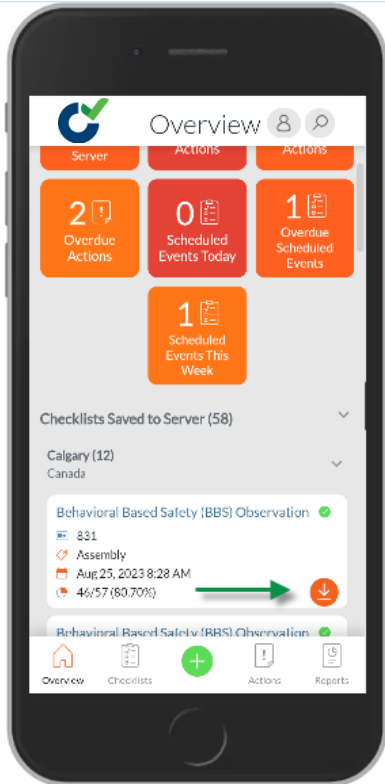 Overview
Server
Actions
Actions
2
Overdue
Actions
0
Scheduled
Events Today
1
Overdue
Scheduled
Events
1
Scheduled
Events This
Week
Checklists Saved to Server (58)
Calgary (12)
Canada
Behavioral Based Safety (BBS) Observation
831
Assembly
Aug 25, 2023 8:28 AM
46/57 (80.70%)
Behavioral Based Safety (BBS) Observation
Overview
Checklists
Actions
Reports